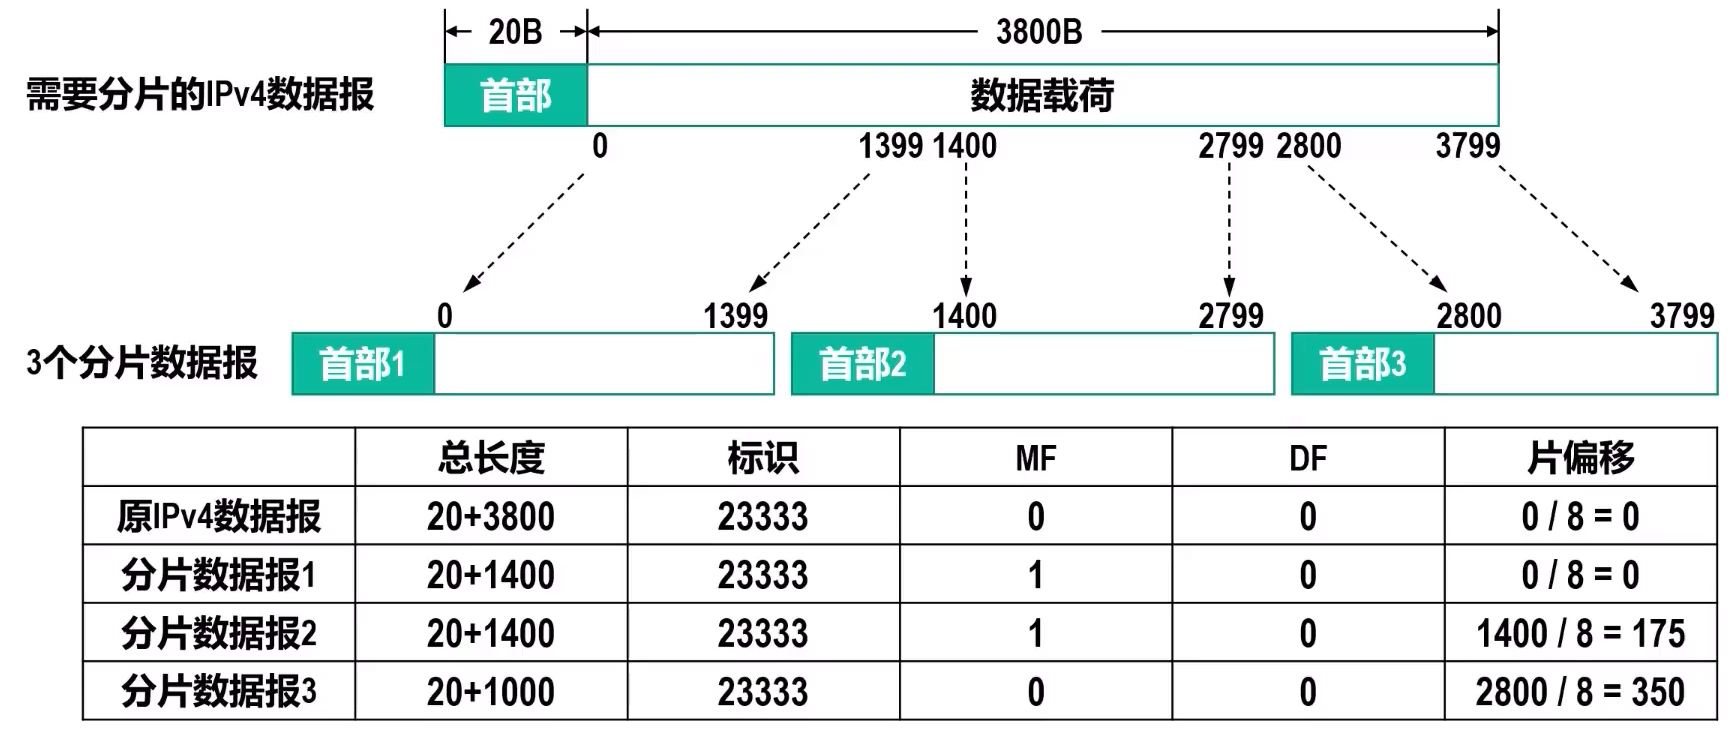 20B 3800B
需要分片的IPv4数据报 首部 数据载荷
0 1399 1400 2799 2800 3799
0 1399 1400 2799 2800 3799
3个分片数据报 首部1 首部2 首部3
总长度 标识 MF DF 片偏移
原IPv4数据报 20+3800 23333 0 0 0 / 8 = 0
分片数据报1 20+1400 23333 1 0 0 / 8 = 0
分片数据报2 20+1400 23333 1 0 1400 / 8 = 175
分片数据报3 20+1000 23333 0 0 2800 / 8 = 350